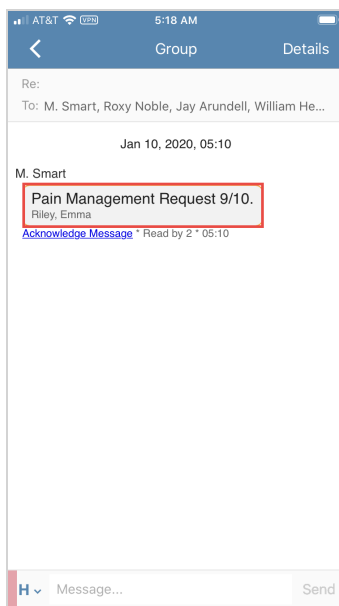 AT&T VPN 5:18 AM
Group Details
Re:
To: M. Smart, Roxy Noble, Jay Arundell, William He...
Jan 10, 2020, 05:10
M. Smart
Pain Management Request 9/10.
Riley, Emma
Acknowledge Message * Read by 2 * 05:10
H Message... Send